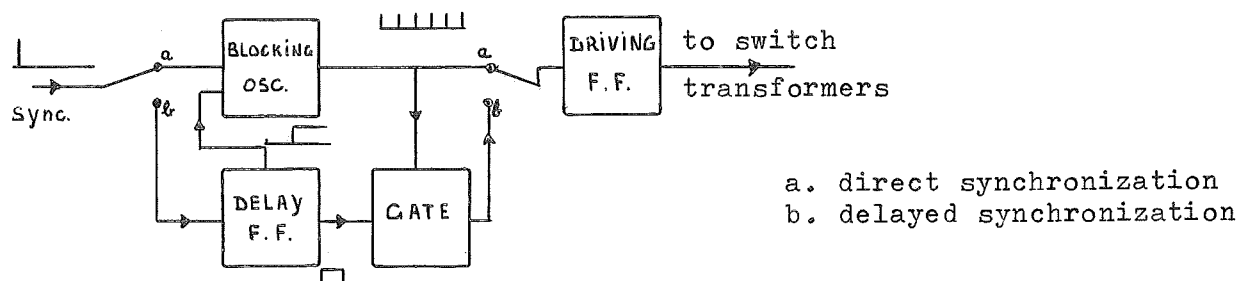 Sync.
a
b
BLOCKING
OSC.
a
b
DRIVING
F.F.
to switch
transformers
DELAY
F.F.
GATE
a. direct synchronization
b. delayed synchronization